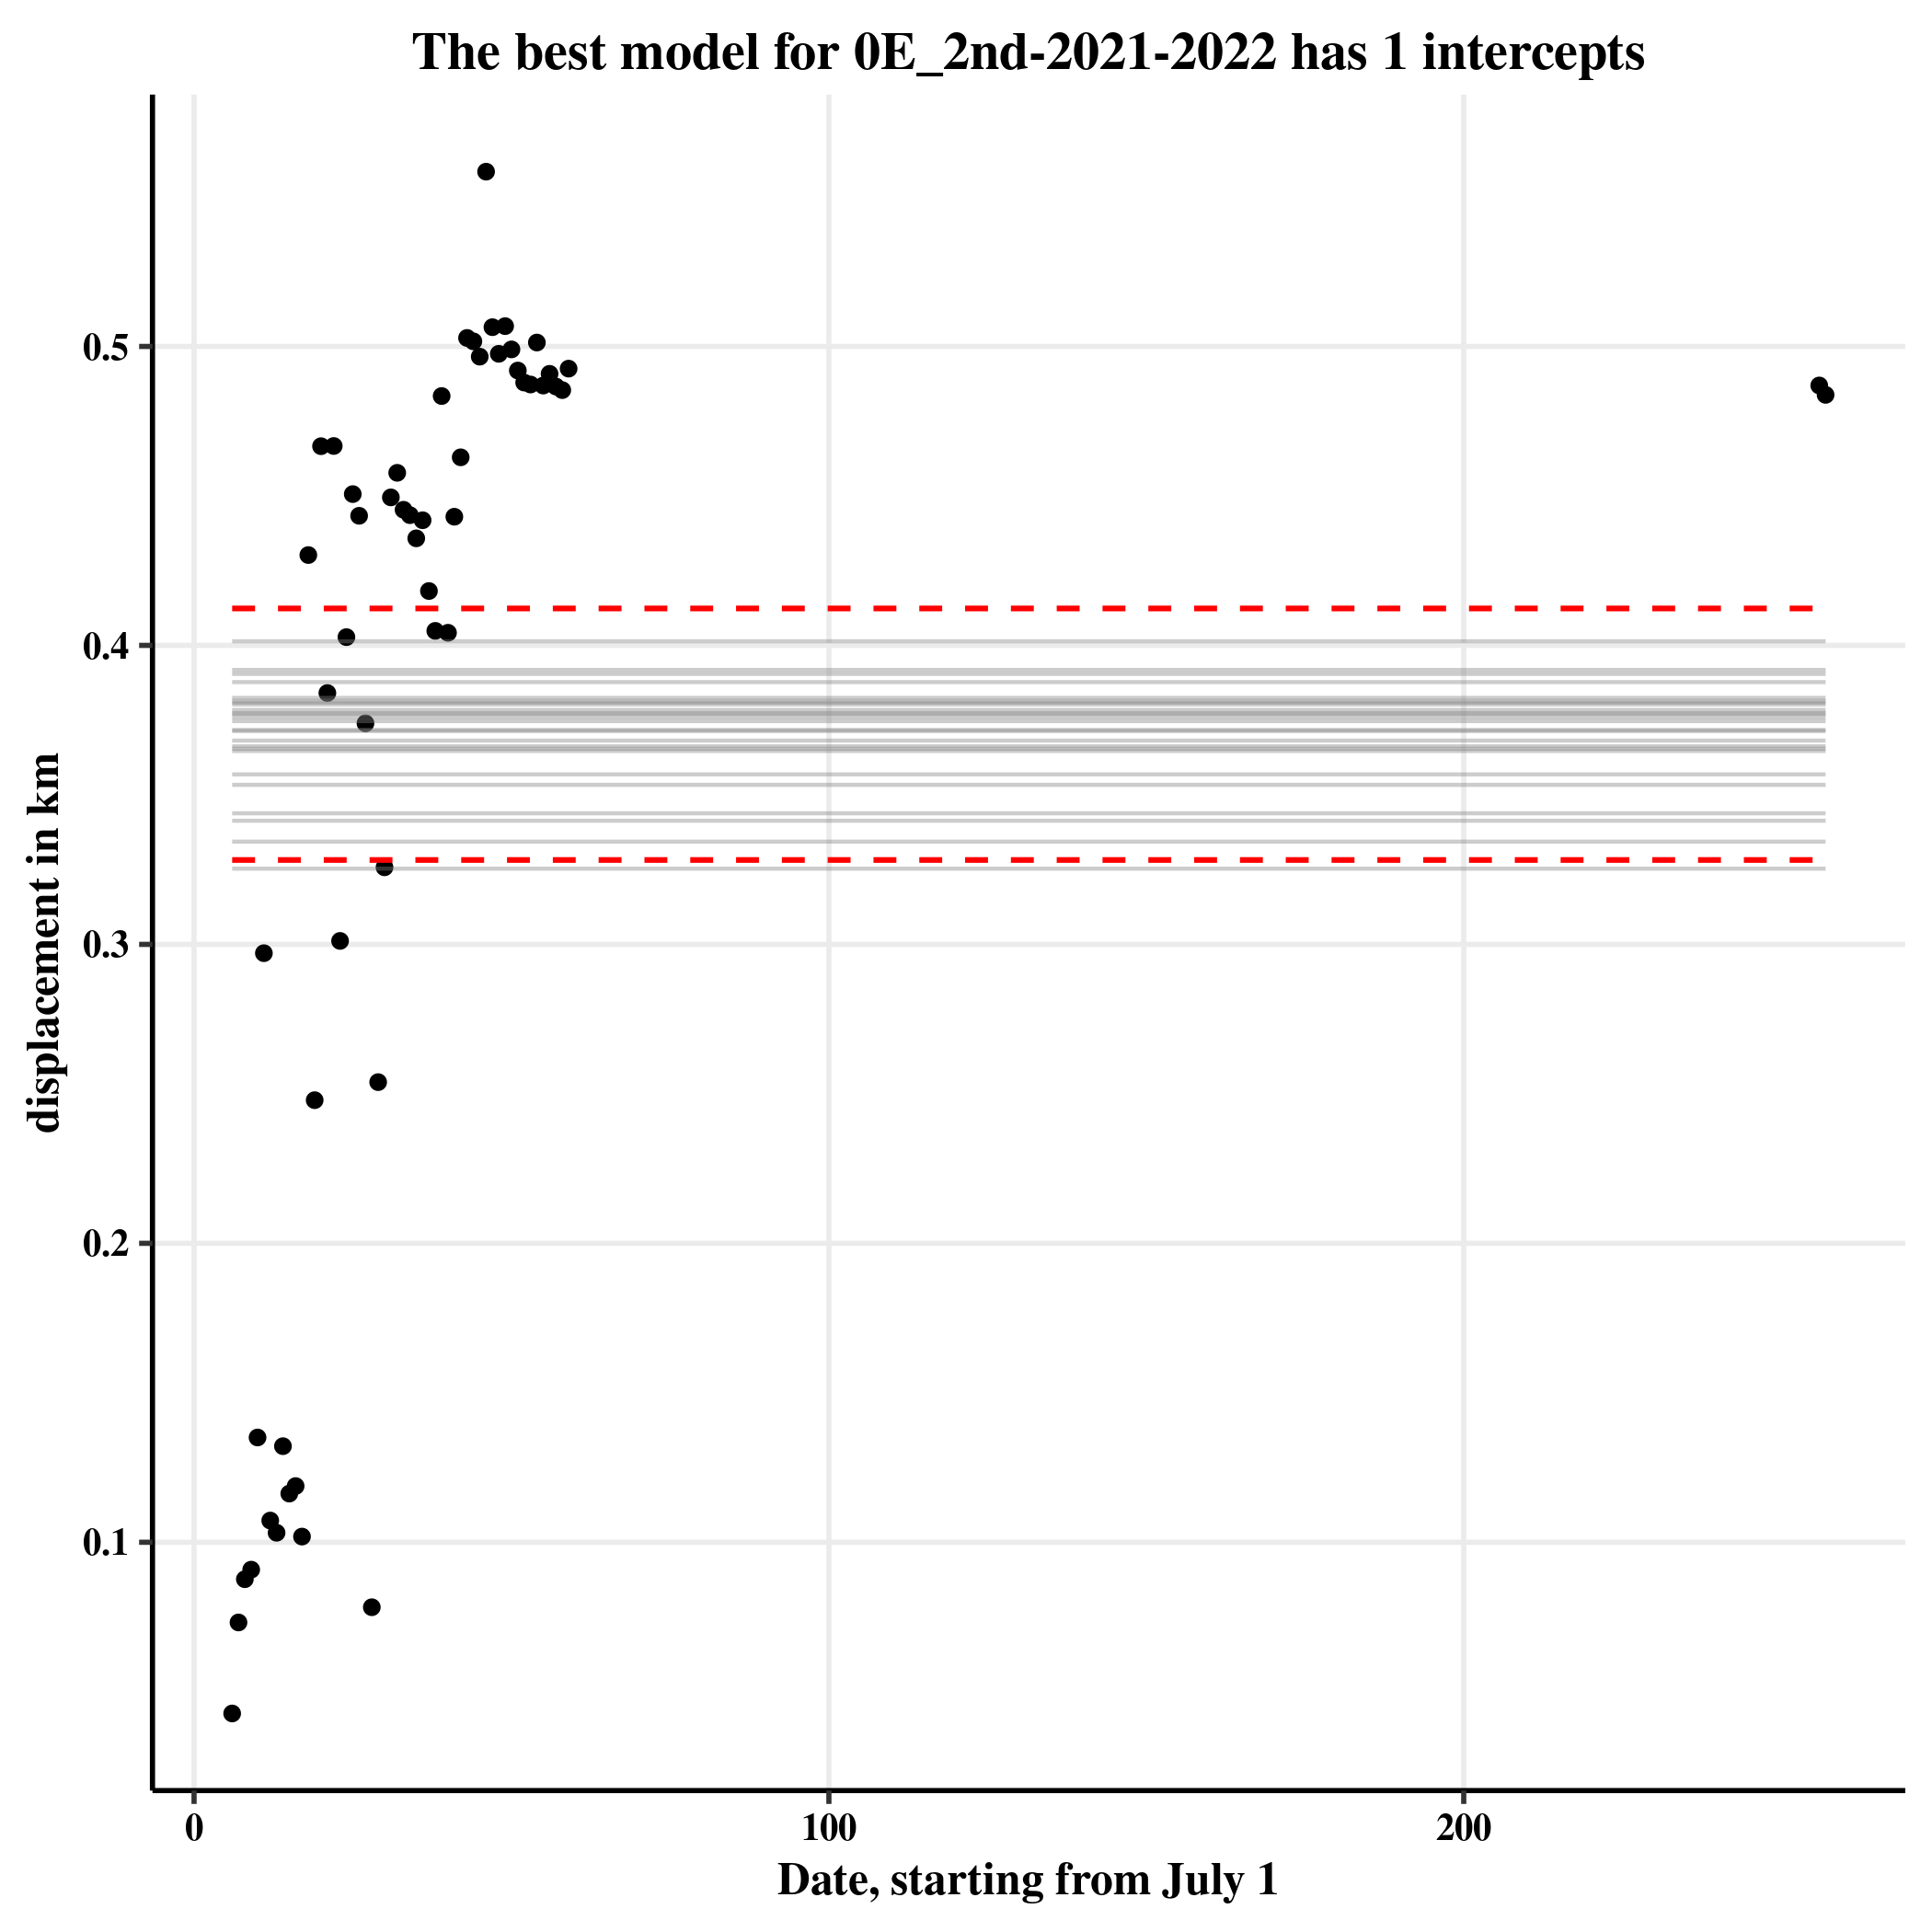 The best model for 0E_2nd-2021-2022 has 1 intercepts
displacement in km
0.5
0.4
0.3
0.2
0.1
0
100
200
Date, starting from July 1